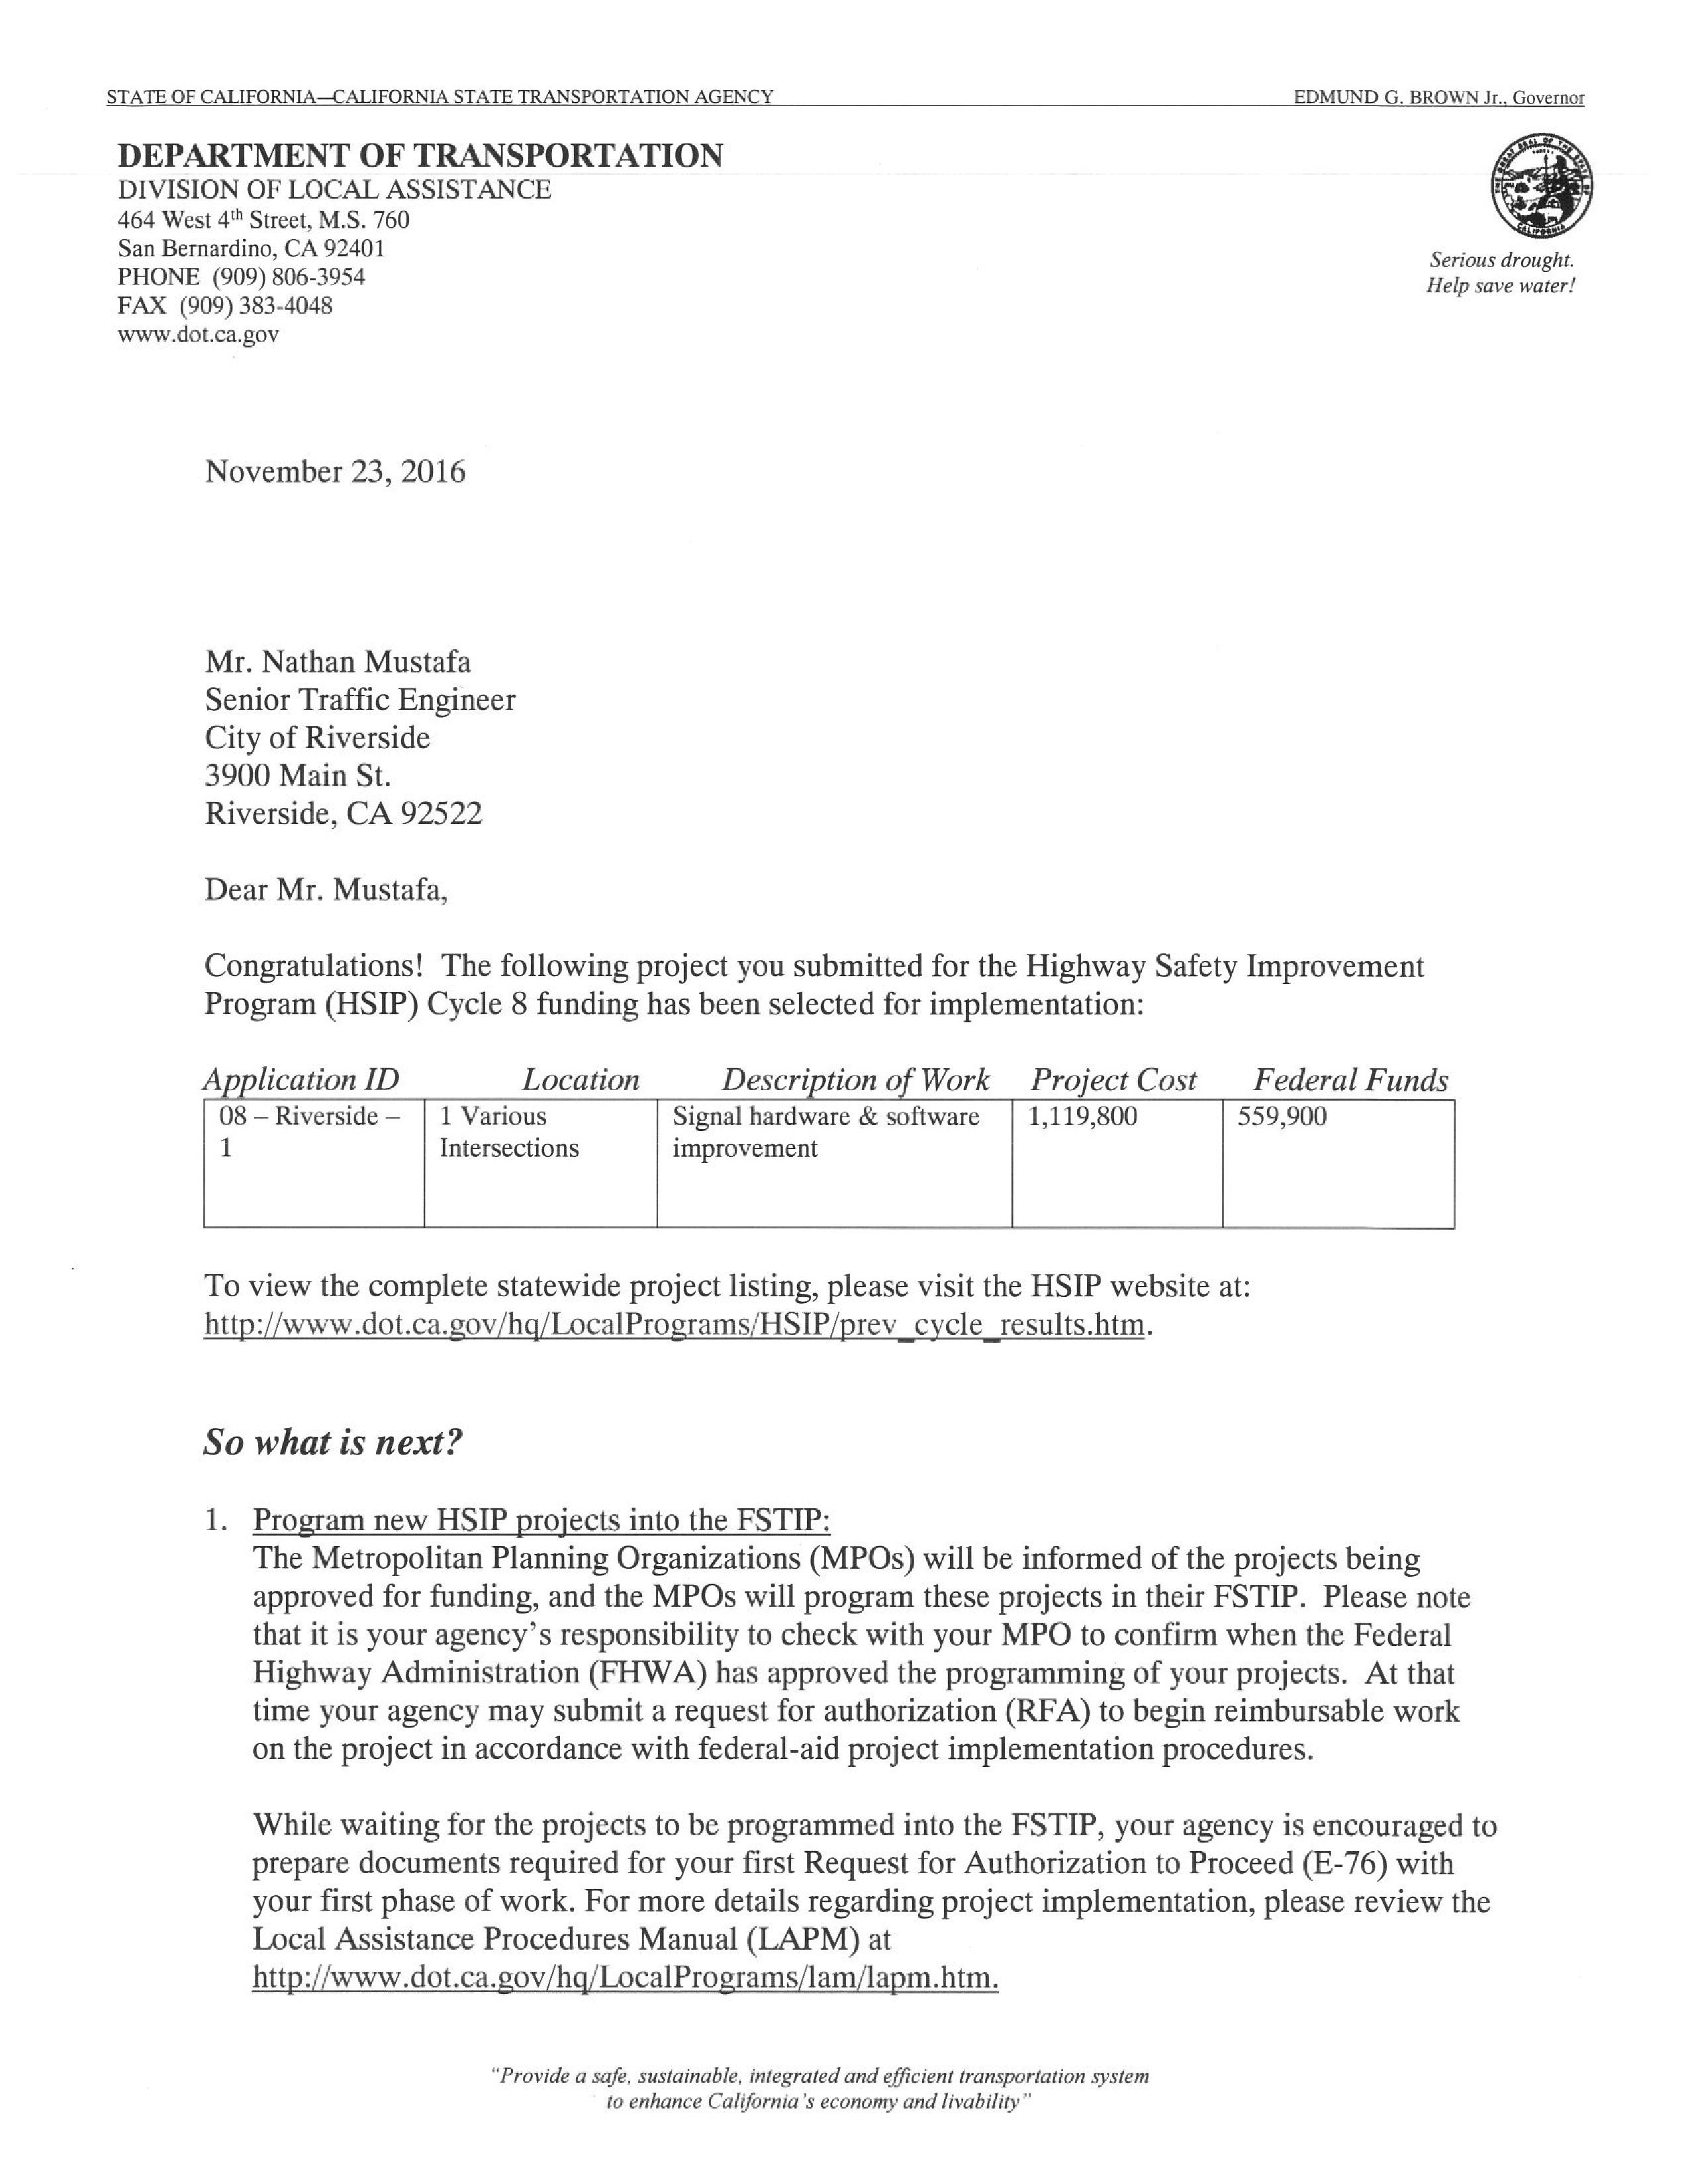 STATE OF CALIFORNIA—CALIFORNIA STATE TRANSPORTATION AGENCY EDMUND G. BROWN Jr., Governor
DEPARTMENT OF TRANSPORTATION
DIVISION OF LOCAL ASSISTANCE
464 West 4th Street, M.S. 760
San Bernardino, CA 92401
PHONE (909) 806-3954
FAX (909) 383-4048
www.dot.ca.gov
Serious drought.
Help save water!
November 23, 2016
Mr. Nathan Mustafa
Senior Traffic Engineer
City of Riverside
3900 Main St.
Riverside, CA 92522
Dear Mr. Mustafa,
Congratulations! The following project you submitted for the Highway Safety Improvement
Program (HSIP) Cycle 8 funding has been selected for implementation:
Application ID Location Description of Work Project Cost Federal Funds
08 – Riverside – 1 Various Signal hardware & software 1,119,800 559,900
1 Intersections improvement
To view the complete statewide project listing, please visit the HSIP website at:
http://www.dot.ca.gov/hq/LocalPrograms/HSIP/prev_cycle_results.htm.
So what is next?
1. Program new HSIP projects into the FSTIP:
The Metropolitan Planning Organizations (MPOs) will be informed of the projects being
approved for funding, and the MPOs will program these projects in their FSTIP. Please note
that it is your agency's responsibility to check with your MPO to confirm when the Federal
Highway Administration (FHWA) has approved the programming of your projects. At that
time your agency may submit a request for authorization (RFA) to begin reimbursable work
on the project in accordance with federal-aid project implementation procedures.
While waiting for the projects to be programmed into the FSTIP, your agency is encouraged to
prepare documents required for your first Request for Authorization to Proceed (E-76) with
your first phase of work. For more details regarding project implementation, please review the
Local Assistance Procedures Manual (LAPM) at
http://www.dot.ca.gov/hq/LocalPrograms/lam/lapm.htm.
"Provide a safe, sustainable, integrated and efficient transportation system
to enhance California's economy and livability"